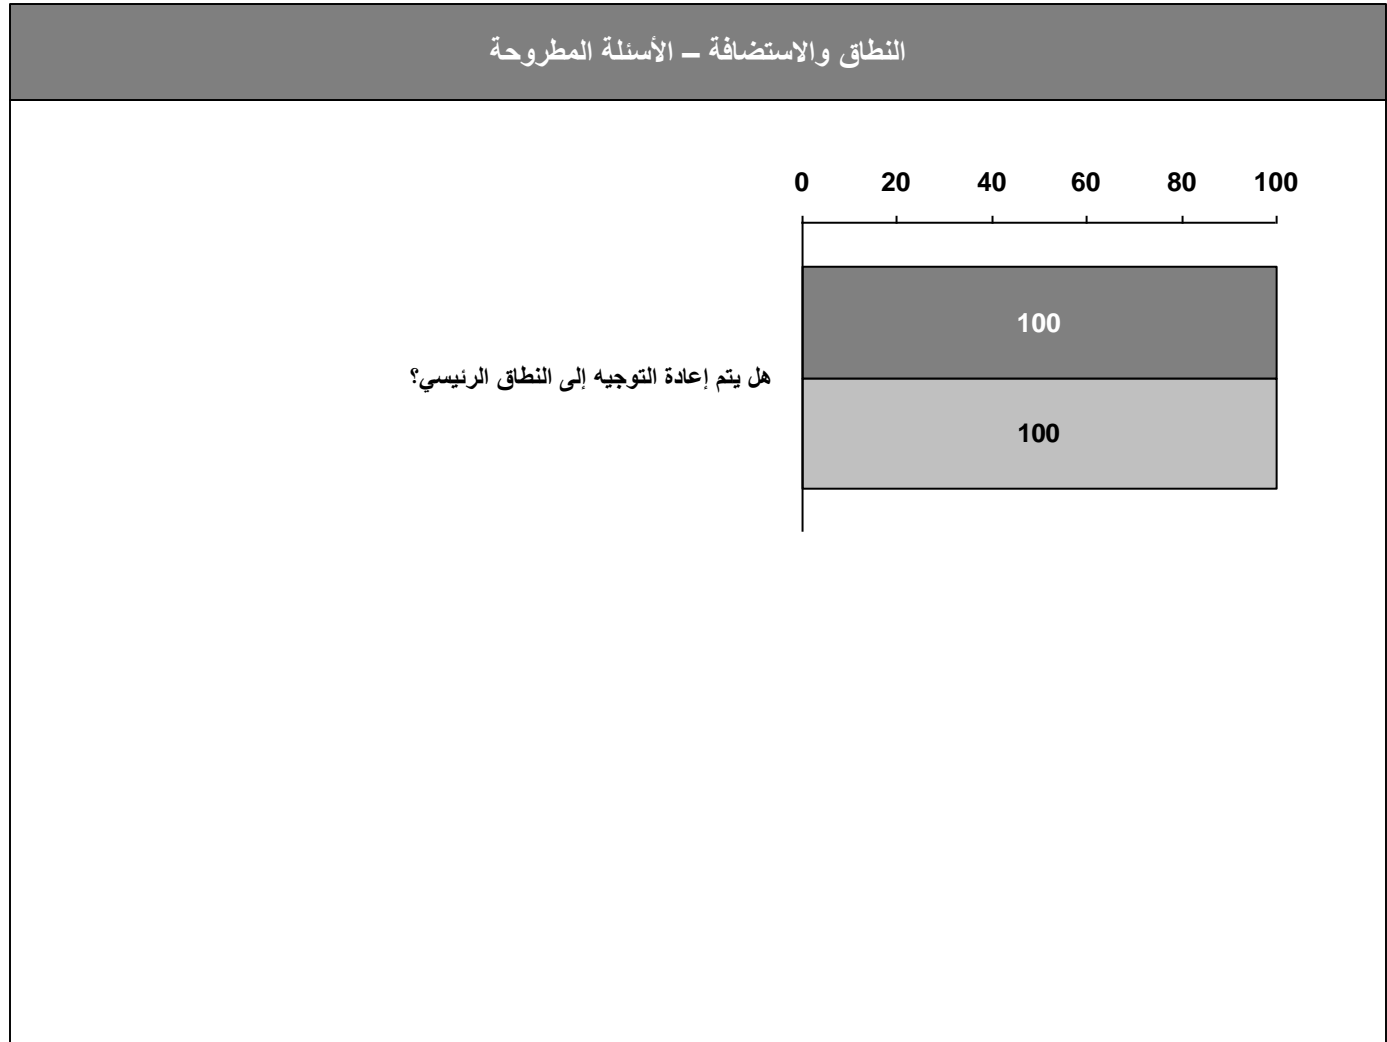 النطاق والاستضافة – الأسئلة المطروحة
0 20 40 60 80 100
100
هل يتم إعادة التوجيه إلى النطاق الرئيسي؟
100